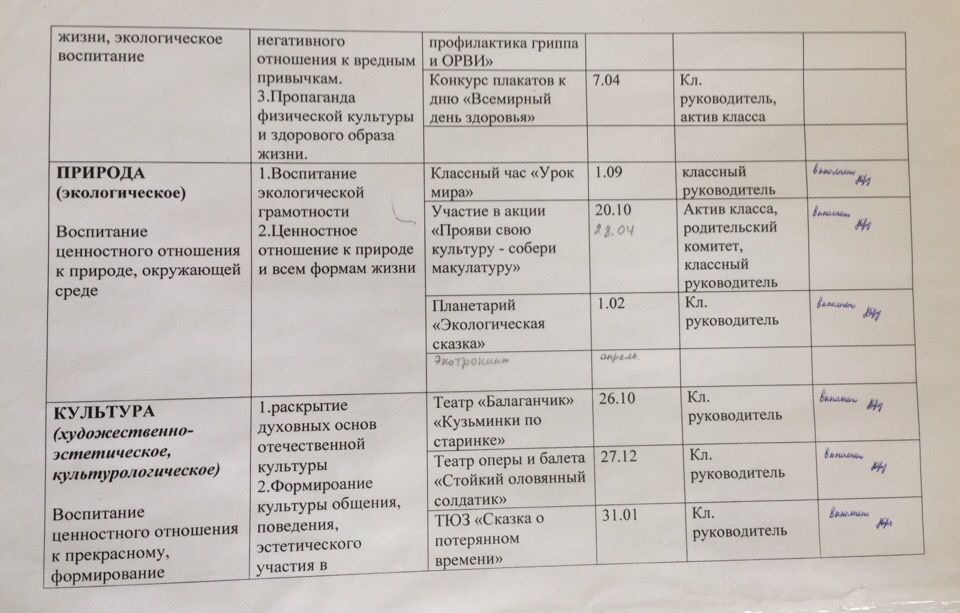 жизни, экологическое
воспитание
негативного
отношения к вредным
привычкам.
3.Пропаганда
физической культуры
и здорового образа
жизни.
профилактика гриппа
и ОРВИ»
Конкурс плакатов к
дню «Всемирный
день здоровья»
7.04
Кл.
руководитель,
актив класса
ПРИРОДА
(экологическое)
Воспитание
ценностного отношения
к природе, окружающей
среде
1.Воспитание
экологической
грамотности
2.Ценностное
отношение к природе
и всем формам жизни
Классный час «Урок
мира»
1.09
классный
руководитель
выполнено
Участие в акции
«Прояви свою
культуру - собери
макулатуру»
20.10
28.04
Актив класса,
родительский
комитет,
классный
руководитель
выполнено
Планетарий
«Экологическая
сказка»
1.02
Кл.
руководитель
выполнено
апрель.
КУЛЬТУРА
(художественно-
эстетическое,
культурологическое)
Воспитание
ценностного отношения
к прекрасному,
формирование
1.раскрытие
духовных основ
отечественной
культуры
2.Формироание
культуры общения,
поведения,
эстетического
участия в
Театр «Балаганчик»
«Кузьминки по
старинке»
26.10
Кл.
руководитель
выполнено
Театр оперы и балета
«Стойкий оловянный
солдатик»
27.12
Кл.
руководитель
выполнено
ТЮЗ «Сказка о
потерянном
времени»
31.01
Кл.
руководитель
выполнено